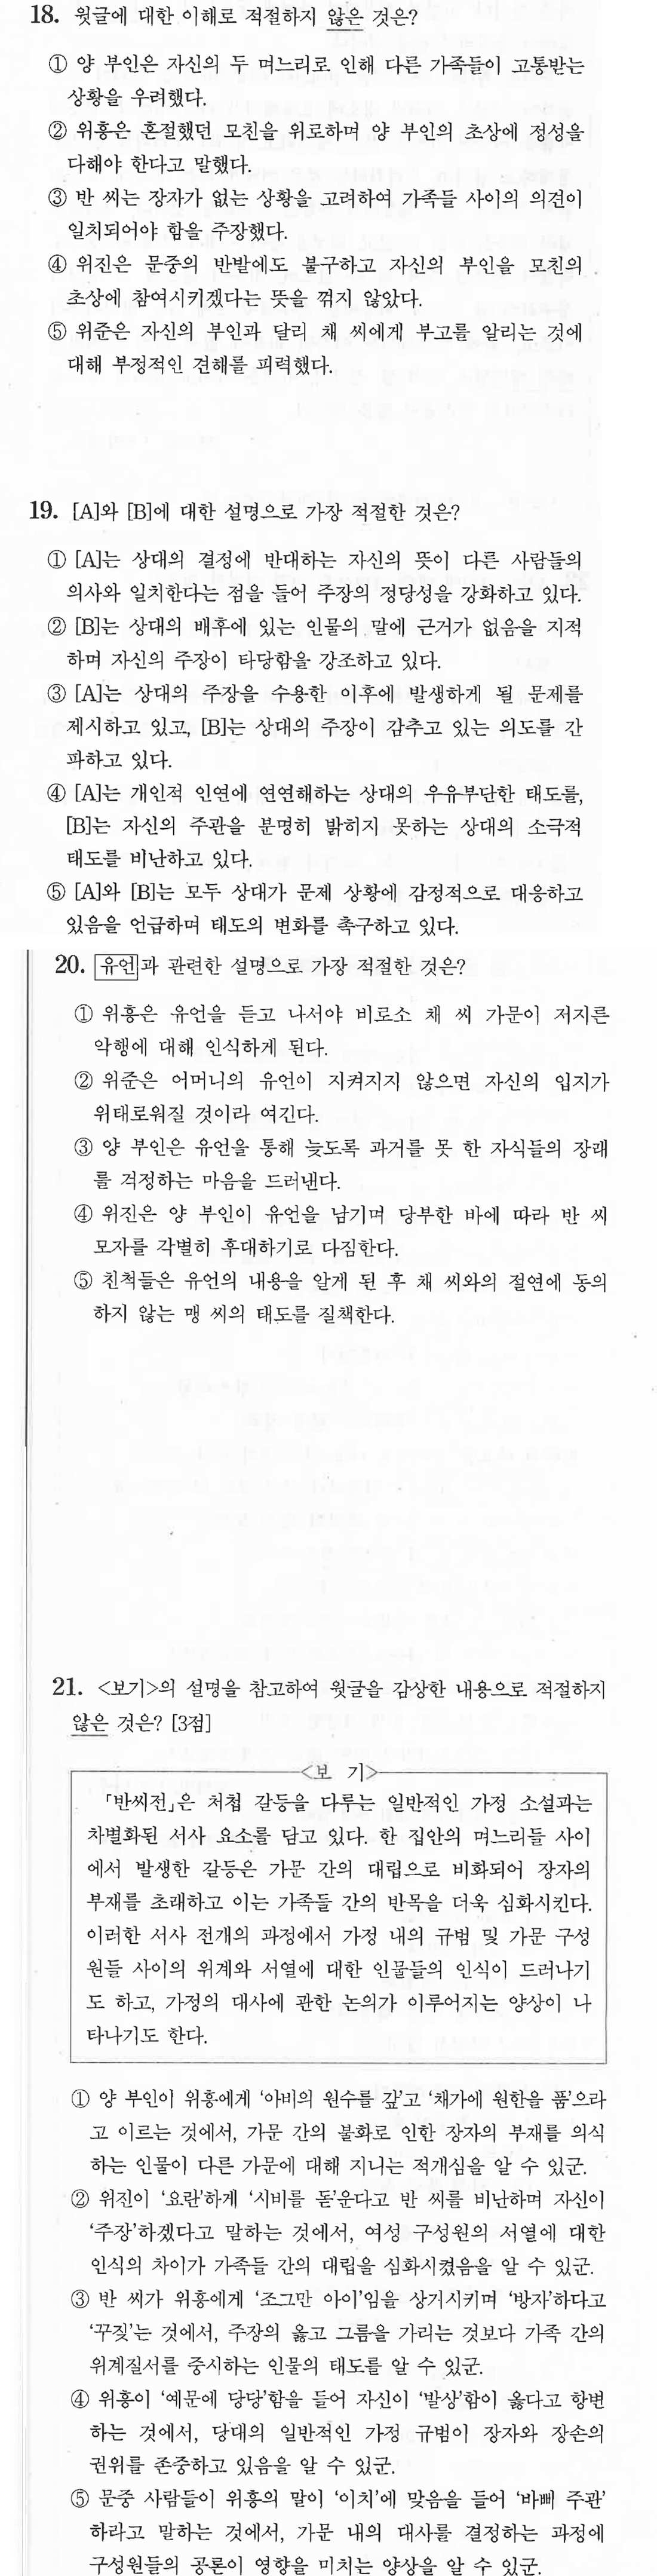 18. 윗글에 대한 이해로 적절하지 않은 것은?
① 양 부인은 자신의 두 며느리로 인해 다른 가족들이 고통받는
상황을 우려했다.
② 위흥은 혼절했던 모친을 위로하며 양 부인의 초상에 정성을
다해야 한다고 말했다.
③ 반 씨는 장자가 없는 상황을 고려하여 가족들 사이의 의견이
일치되어야 함을 주장했다.
④ 위진은 문중의 반발에도 불구하고 자신의 부인을 모친의
초상에 참여시키겠다는 뜻을 꺾지 않았다.
⑤ 위준은 자신의 부인과 달리 채 씨에게 부고를 알리는 것에
대해 부정적인 견해를 피력했다.
19. [A]와 [B]에 대한 설명으로 가장 적절한 것은?
① [A]는 상대의 결정에 반대하는 자신의 뜻이 다른 사람들의
의사와 일치한다는 점을 들어 주장의 정당성을 강화하고 있다.
② [B]는 상대의 배후에 있는 인물의 말에 근거가 없음을 지적
하며 자신의 주장이 타당함을 강조하고 있다.
③ [A]는 상대의 주장을 수용한 이후에 발생하게 될 문제를
제시하고 있고, [B]는 상대의 주장이 감추고 있는 의도를 간
파하고 있다.
④ [A]는 개인적 인연에 연연해하는 상대의 우유부단한 태도를,
[B]는 자신의 주관을 분명히 밝히지 못하는 상대의 소극적
태도를 비난하고 있다.
⑤ [A]와 [B]는 모두 상대가 문제 상황에 감정적으로 대응하고
있음을 언급하며 태도의 변화를 촉구하고 있다.
20. 유언과 관련한 설명으로 가장 적절한 것은?
① 위흥은 유언을 듣고 나서야 비로소 채 씨 가문이 저지른
악행에 대해 인식하게 된다.
② 위준은 어머니의 유언이 지켜지지 않으면 자신의 입지가
위태로워질 것이라 여긴다.
③ 양 부인은 유언을 통해 늦도록 과거를 못 한 자식들의 장래
를 걱정하는 마음을 드러낸다.
④ 위진은 양 부인이 유언을 남기며 당부한 바에 따라 반 씨
모자를 각별히 후대하기로 다짐한다.
⑤ 친척들은 유언의 내용을 알게 된 후 채 씨와의 절연에 동의
하지 않는 맹 씨의 태도를 질책한다.
21. <보기>의 설명을 참고하여 윗글을 감상한 내용으로 적절하지
않은 것은? [3점]
<보 기>
「반씨전」은 처첩 갈등을 다루는 일반적인 가정 소설과는
차별화된 서사 요소를 담고 있다. 한 집안의 며느리들 사이
에서 발생한 갈등은 가문 간의 대립으로 비화되어 장자의
부재를 초래하고 이는 가족들 간의 반목을 더욱 심화시킨다.
이러한 서사 전개의 과정에서 가정 내의 규범 및 가문 구성
원들 사이의 위계와 서열에 대한 인물들의 인식이 드러나기
도 하고, 가정의 대사에 관한 논의가 이루어지는 양상이 나
타나기도 한다.
① 양 부인이 위흥에게 ‘아비의 원수를 갚’고 ‘채가에 원한을 품’으라
고 이르는 것에서, 가문 간의 불화로 인한 장자의 부재를 의식
하는 인물이 다른 가문에 대해 지니는 적개심을 알 수 있군.
② 위진이 ‘요란’하게 ‘시비를 돋’운다고 반 씨를 비난하며 자신이
‘주장’하겠다고 말하는 것에서, 여성 구성원의 서열에 대한
인식의 차이가 가족들 간의 대립을 심화시켰음을 알 수 있군.
③ 반 씨가 위흥에게 ‘조그만 아이’임을 상기시키며 ‘방자’하다고
‘꾸짖’는 것에서, 주장의 옳고 그름을 가리는 것보다 가족 간의
위계질서를 중시하는 인물의 태도를 알 수 있군.
④ 위흥이 ‘예문에 당당’함을 들어 자신이 ‘발상’함이 옳다고 항변
하는 것에서, 당대의 일반적인 가정 규범이 장자와 장손의
권위를 존중하고 있음을 알 수 있군.
⑤ 문중 사람들이 위흥의 말이 ‘이치’에 맞음을 들어 ‘바삐 주관’
하라고 말하는 것에서, 가문 내의 대사를 결정하는 과정에
구성원들의 공론이 영향을 미치는 양상을 알 수 있군.